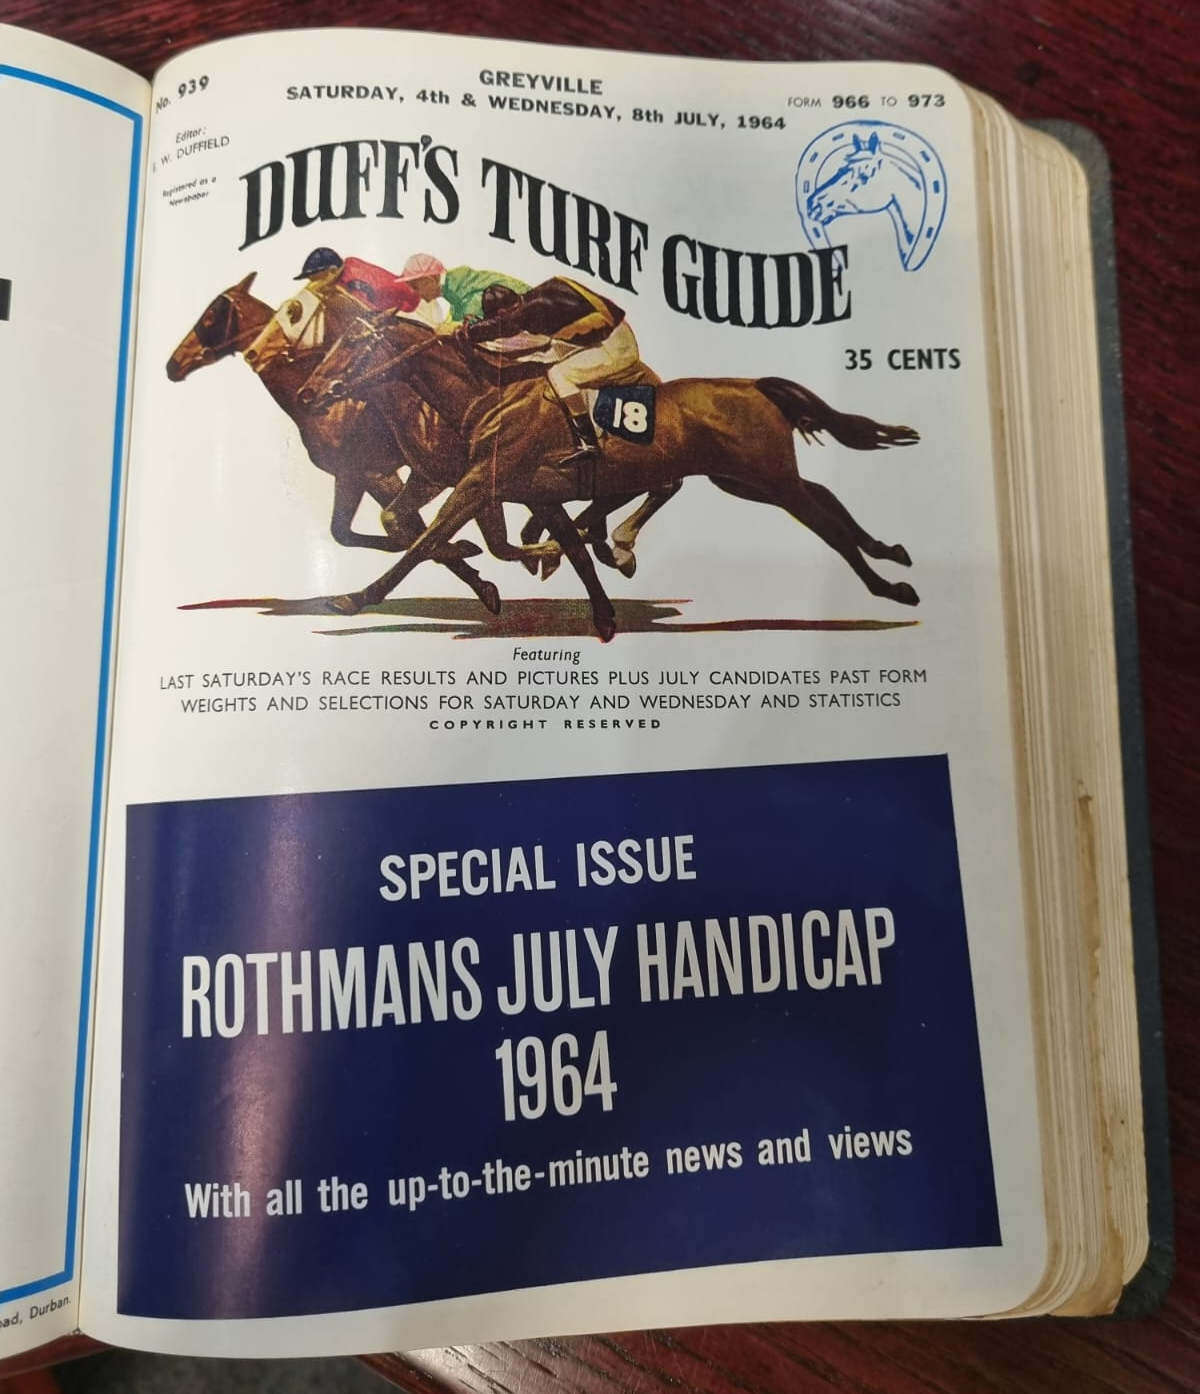 No. 939
GREYVILLE
SATURDAY, 4th & WEDNESDAY, 8th JULY, 1964
FORM 966 TO 973
Editor:
W. DUFFIELD
Registered as a
Newspaper
DUFF'S TURF GUIDE
35 CENTS
18
Featuring
LAST SATURDAY'S RACE RESULTS AND PICTURES PLUS JULY CANDIDATES PAST FORM
WEIGHTS AND SELECTIONS FOR SATURDAY AND WEDNESDAY AND STATISTICS
COPYRIGHT RESERVED
SPECIAL ISSUE
ROTHMANS JULY HANDICAP
1964
With all the up-to-the-minute news and views
Durban.